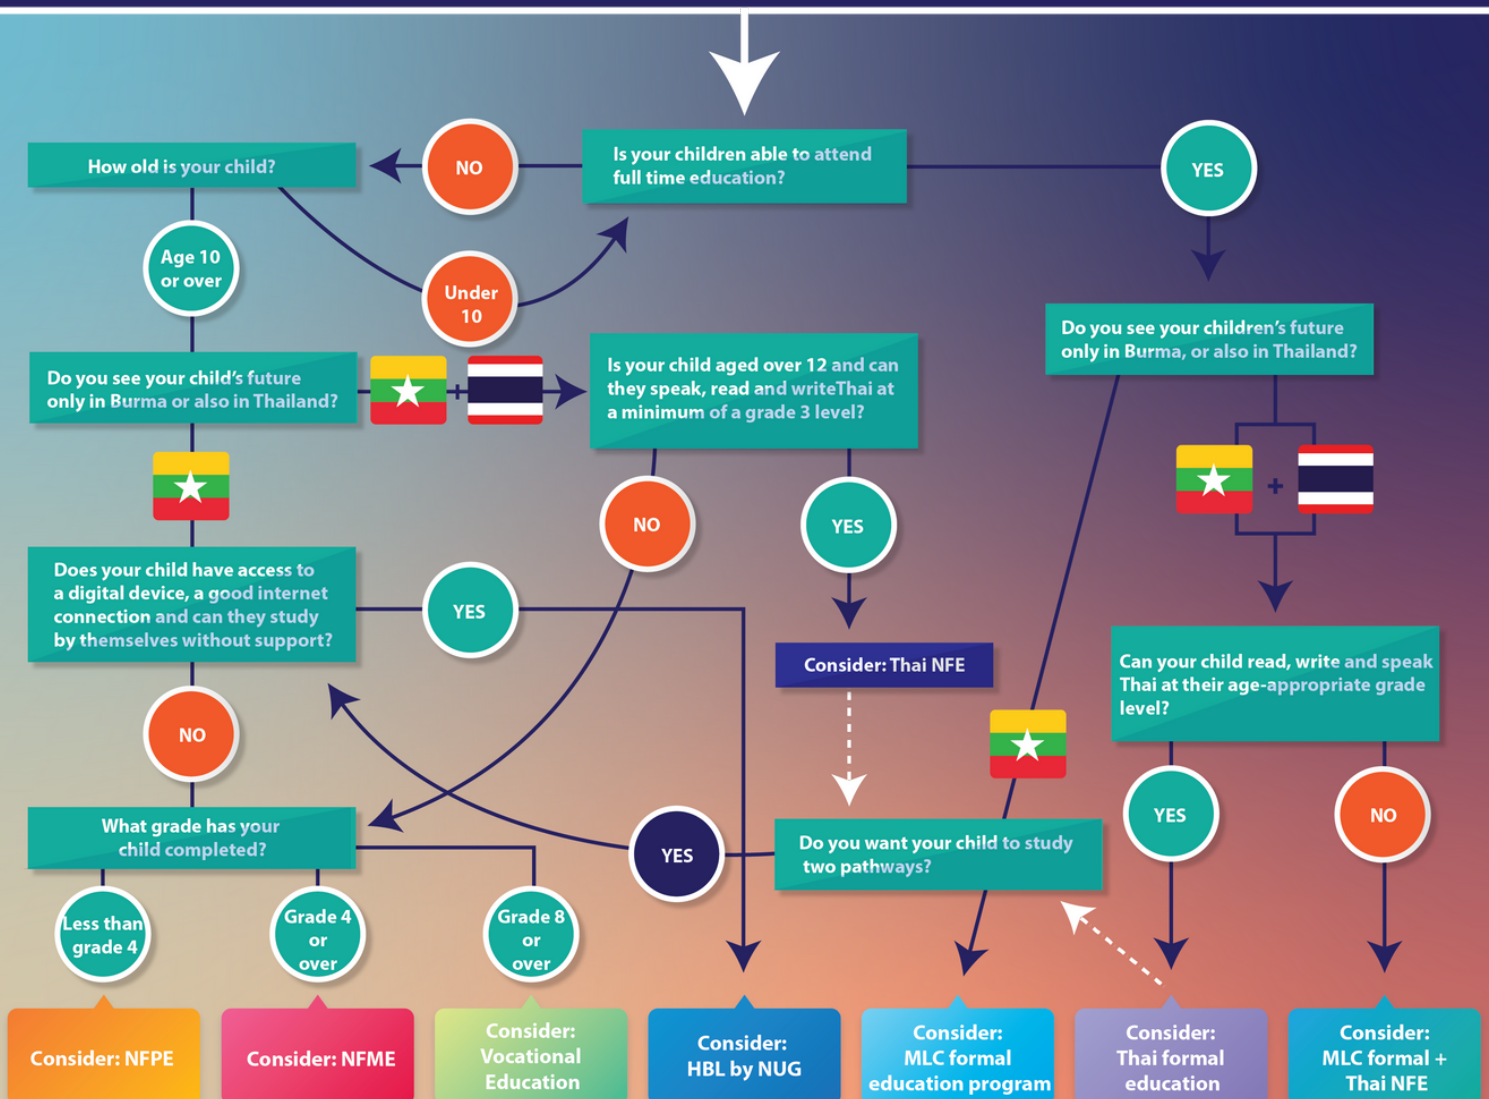 Is your children able to attend
full time education?
NO
YES
How old is your child?
Age 10
or over
Under
10
Do you see your child's future
only in Burma or also in Thailand?
+
Is your child aged over 12 and can
they speak, read and writeThai at
a minimum of a grade 3 level?
Do you see your children's future
only in Burma, or also in Thailand?
+
NO
YES
Does your child have access to
a digital device, a good internet
connection and can they study
by themselves without support?
YES
Consider: Thai NFE
Can your child read, write and speak
Thai at their age-appropriate grade
level?
NO
YES
NO
What grade has your
child completed?
YES
Do you want your child to study
two pathways?
Less than
grade 4
Grade 4
or
over
Grade 8
or
over
Consider: NFPE
Consider: NFME
Consider:
Vocational
Education
Consider:
HBL by NUG
Consider:
MLC formal
education program
Consider:
Thai formal
education
Consider:
MLC formal +
Thai NFE